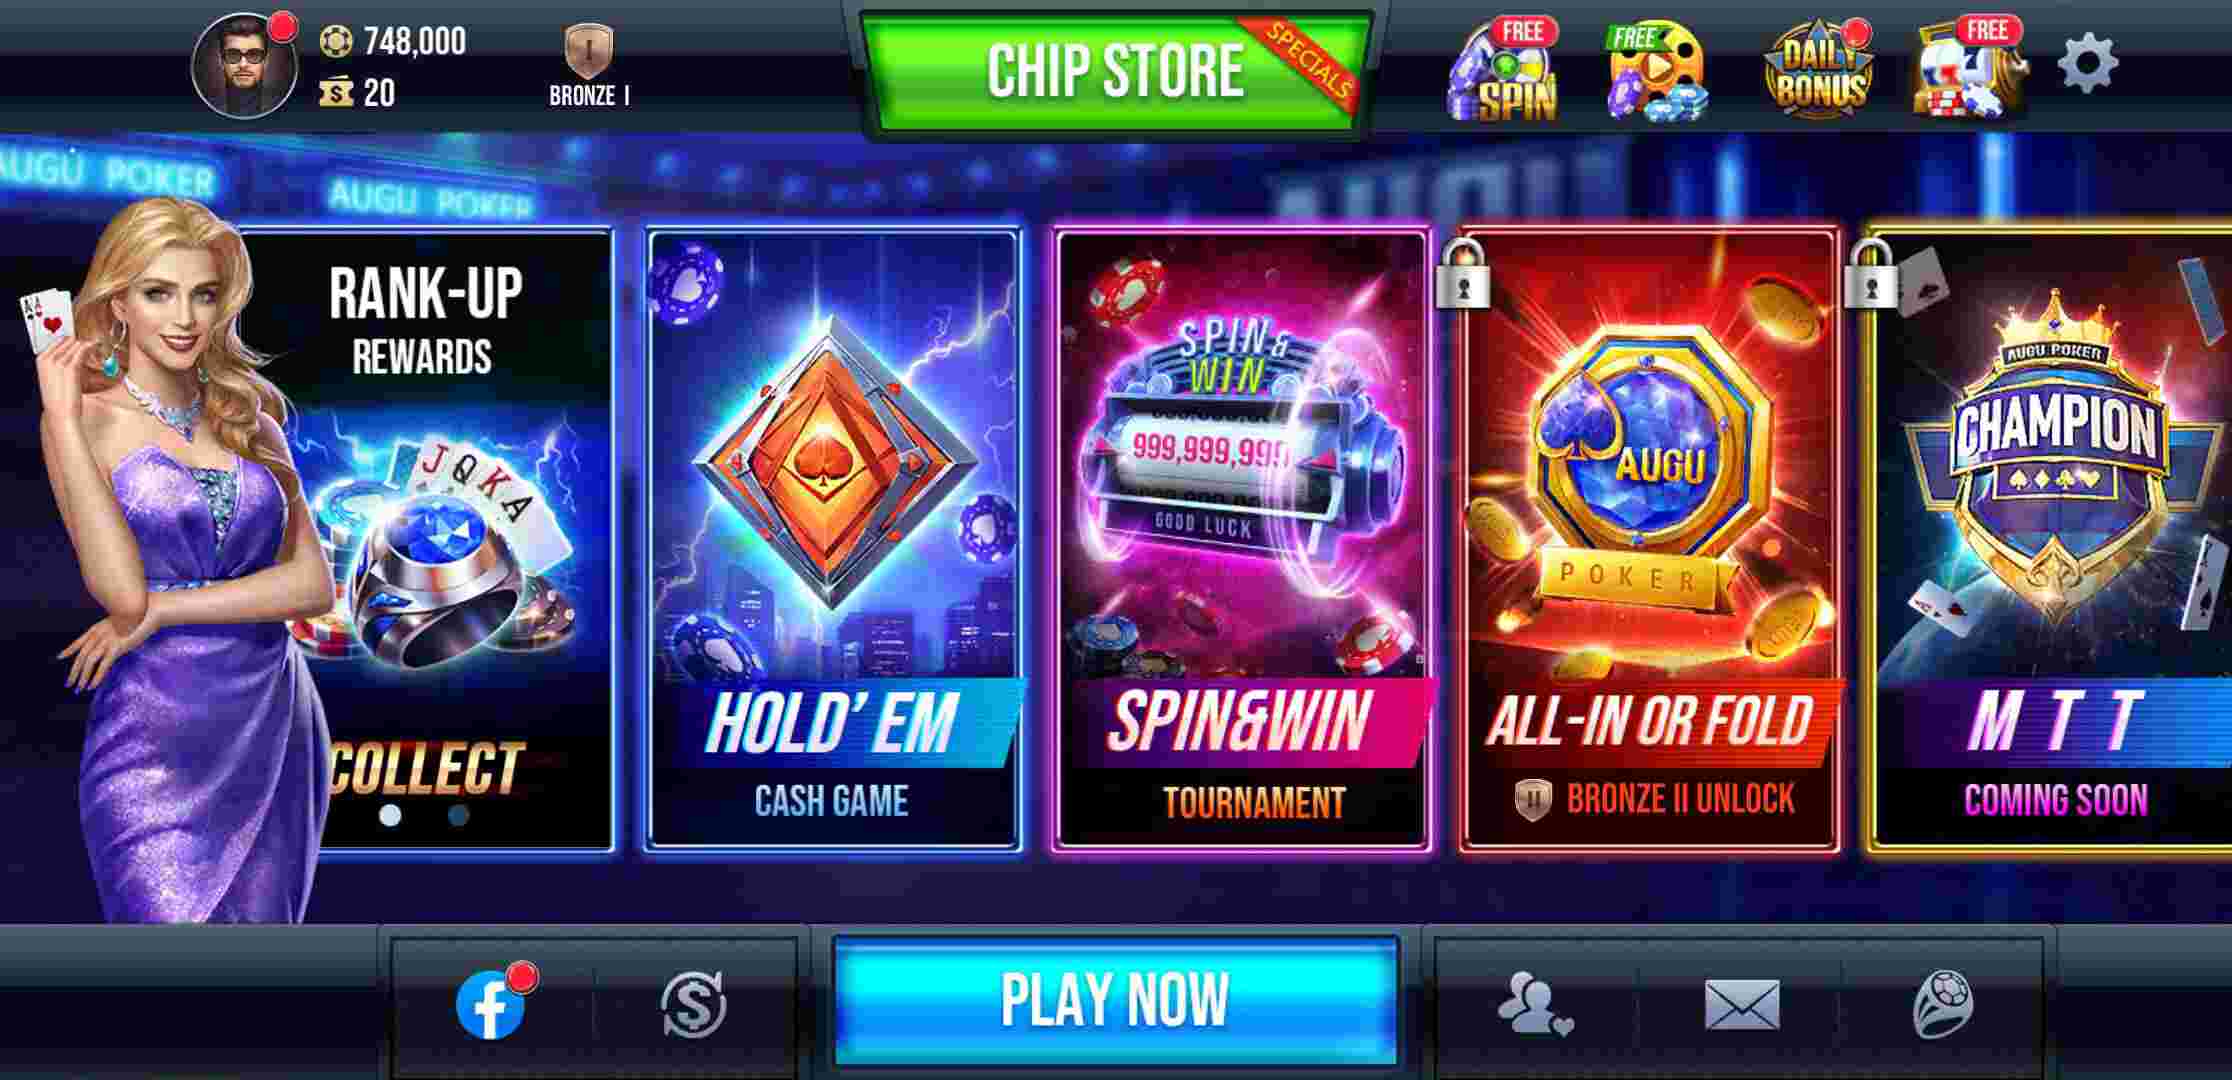 748,000
20
BRONZE I
CHIP STORE
SPECIALS
FREE
SPIN
FREE
DAILY
BONUS
FREE
AUGU POKER
AUGU POKER
AUGU
RANK-UP
REWARDS
A A
J Q K A
COLLECT
HOLD' EM
CASH GAME
SPIN&
WIN
999,999,999
GOOD LUCK
SPIN&WIN
TOURNAMENT
AUGU
POKER
ALL-IN OR FOLD
II
BRONZE II UNLOCK
AUGU POKER
CHAMPION
M T T
COMING SOON
PLAY NOW